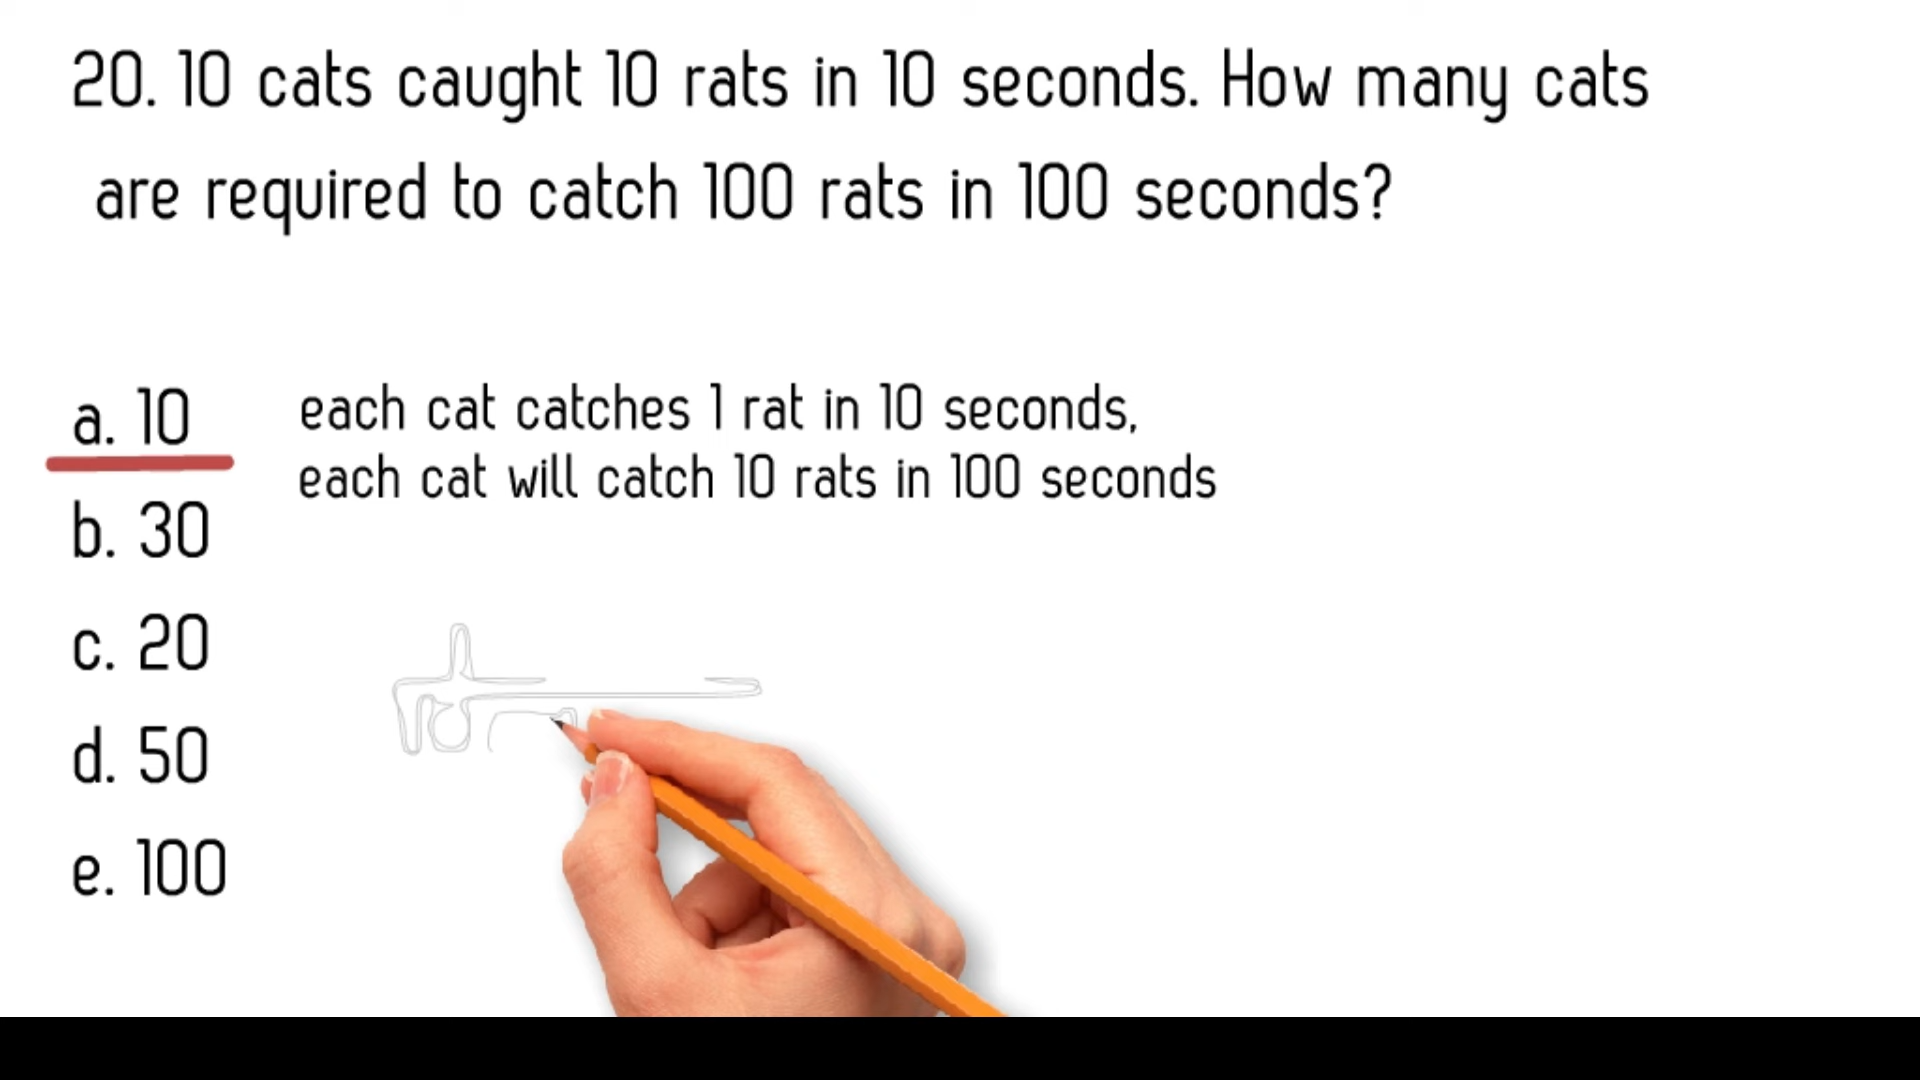 20. 10 cats caught 10 rats in 10 seconds. How many cats
are required to catch 100 rats in 100 seconds?
a. 10
each cat catches 1 rat in 10 seconds,
each cat will catch 10 rats in 100 seconds
b. 30
c. 20
d. 50
e. 100